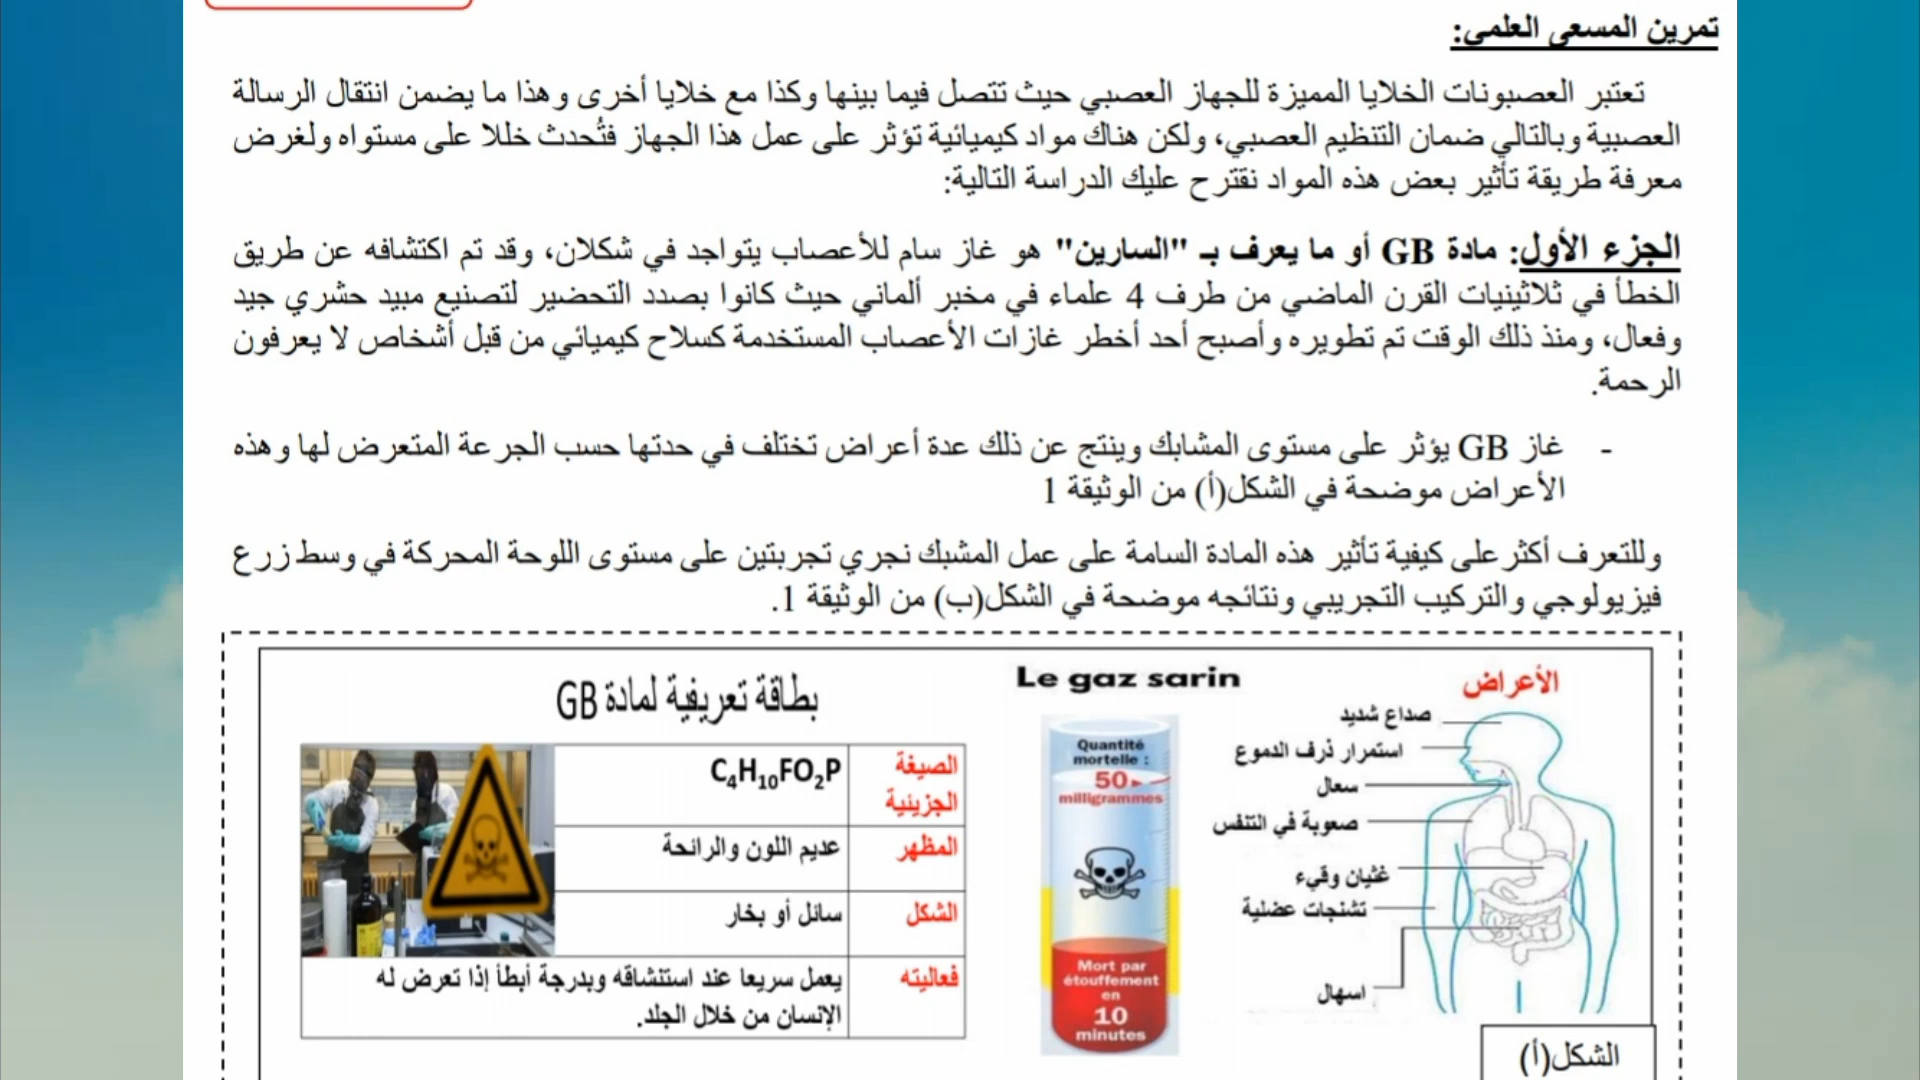 تمرين المسعى العلمي:
تعتبر العصبونات الخلايا المميزة للجهاز العصبي حيث تتصل فيما بينها وكذا مع خلايا أخرى وهذا ما يضمن انتقال الرسالة
العصبية وبالتالي ضمان التنظيم العصبي، ولكن هناك مواد كيميائية تؤثر على عمل هذا الجهاز فتُحدث خللا على مستواه ولغرض
معرفة طريقة تأثير بعض هذه المواد نقترح عليك الدراسة التالية:
الجزء الأول: مادة GB أو ما يعرف بـ "السارين" هو غاز سام للأعصاب يتواجد في شكلان، وقد تم اكتشافه عن طريق
الخطأ في ثلاثينيات القرن الماضي من طرف 4 علماء في مخبر ألماني حيث كانوا بصدد التحضير لتصنيع مبيد حشري جيد
وفعال، ومنذ ذلك الوقت تم تطويره وأصبح أحد أخطر غازات الأعصاب المستخدمة كسلاح كيميائي من قبل أشخاص لا يعرفون
الرحمة.
- غاز GB يؤثر على مستوى المشابك وينتج عن ذلك عدة أعراض تختلف في حدتها حسب الجرعة المتعرض لها وهذه
الأعراض موضحة في الشكل(أ) من الوثيقة 1
وللتعرف أكثر على كيفية تأثير هذه المادة السامة على عمل المشبك نجري تجربتين على مستوى اللوحة المحركة في وسط زرع
فيزيولوجي والتركيب التجريبي ونتائجه موضحة في الشكل(ب) من الوثيقة 1.
الأعراض
صداع شديد
استمرار ذرف الدموع
سعال
صعوبة في التنفس
غثيان وقيء
تشنجات عضلية
اسهال
الشكل(أ)
Le gaz sarin
Quantité
mortelle :
50
milligrammes
Mort par
étouffement
en
10
minutes
بطاقة تعريفية لمادة GB
الصيغة
الجزيئية
C₄H₁₀FO₂P
المظهر
عديم اللون والرائحة
الشكل
سائل أو بخار
فعاليته
يعمل سريعا عند استنشاقه وبدرجة أبطأ إذا تعرض له
الإنسان من خلال الجلد.